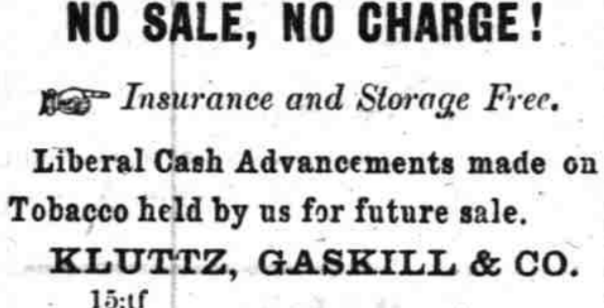 NO SALE, NO CHARGE!
Insurance and Storage Free.
Liberal Cash Advancements made on
Tobacco held by us for future sale.
KLUTTZ, GASKILL & CO.
15:tf